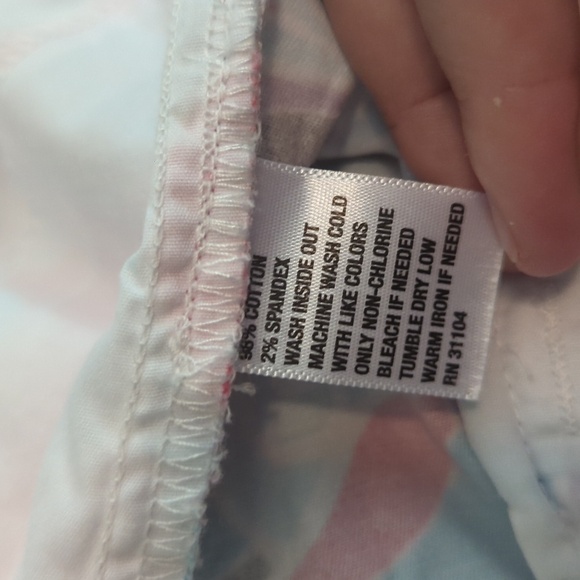 98% COTTON
2% SPANDEX
WASH INSIDE OUT
MACHINE WASH COLD
WITH LIKE COLORS
ONLY NON-CHLORINE
BLEACH IF NEEDED
TUMBLE DRY LOW
WARM IRON IF NEEDED
RN 31104